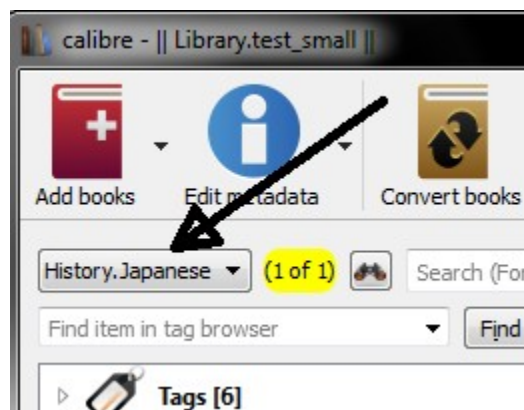 calibre - || Library.test_small ||
Add books Edit metadata Convert books
History.Japanese (1 of 1) Search (For
Find item in tag browser Find
Tags [6]